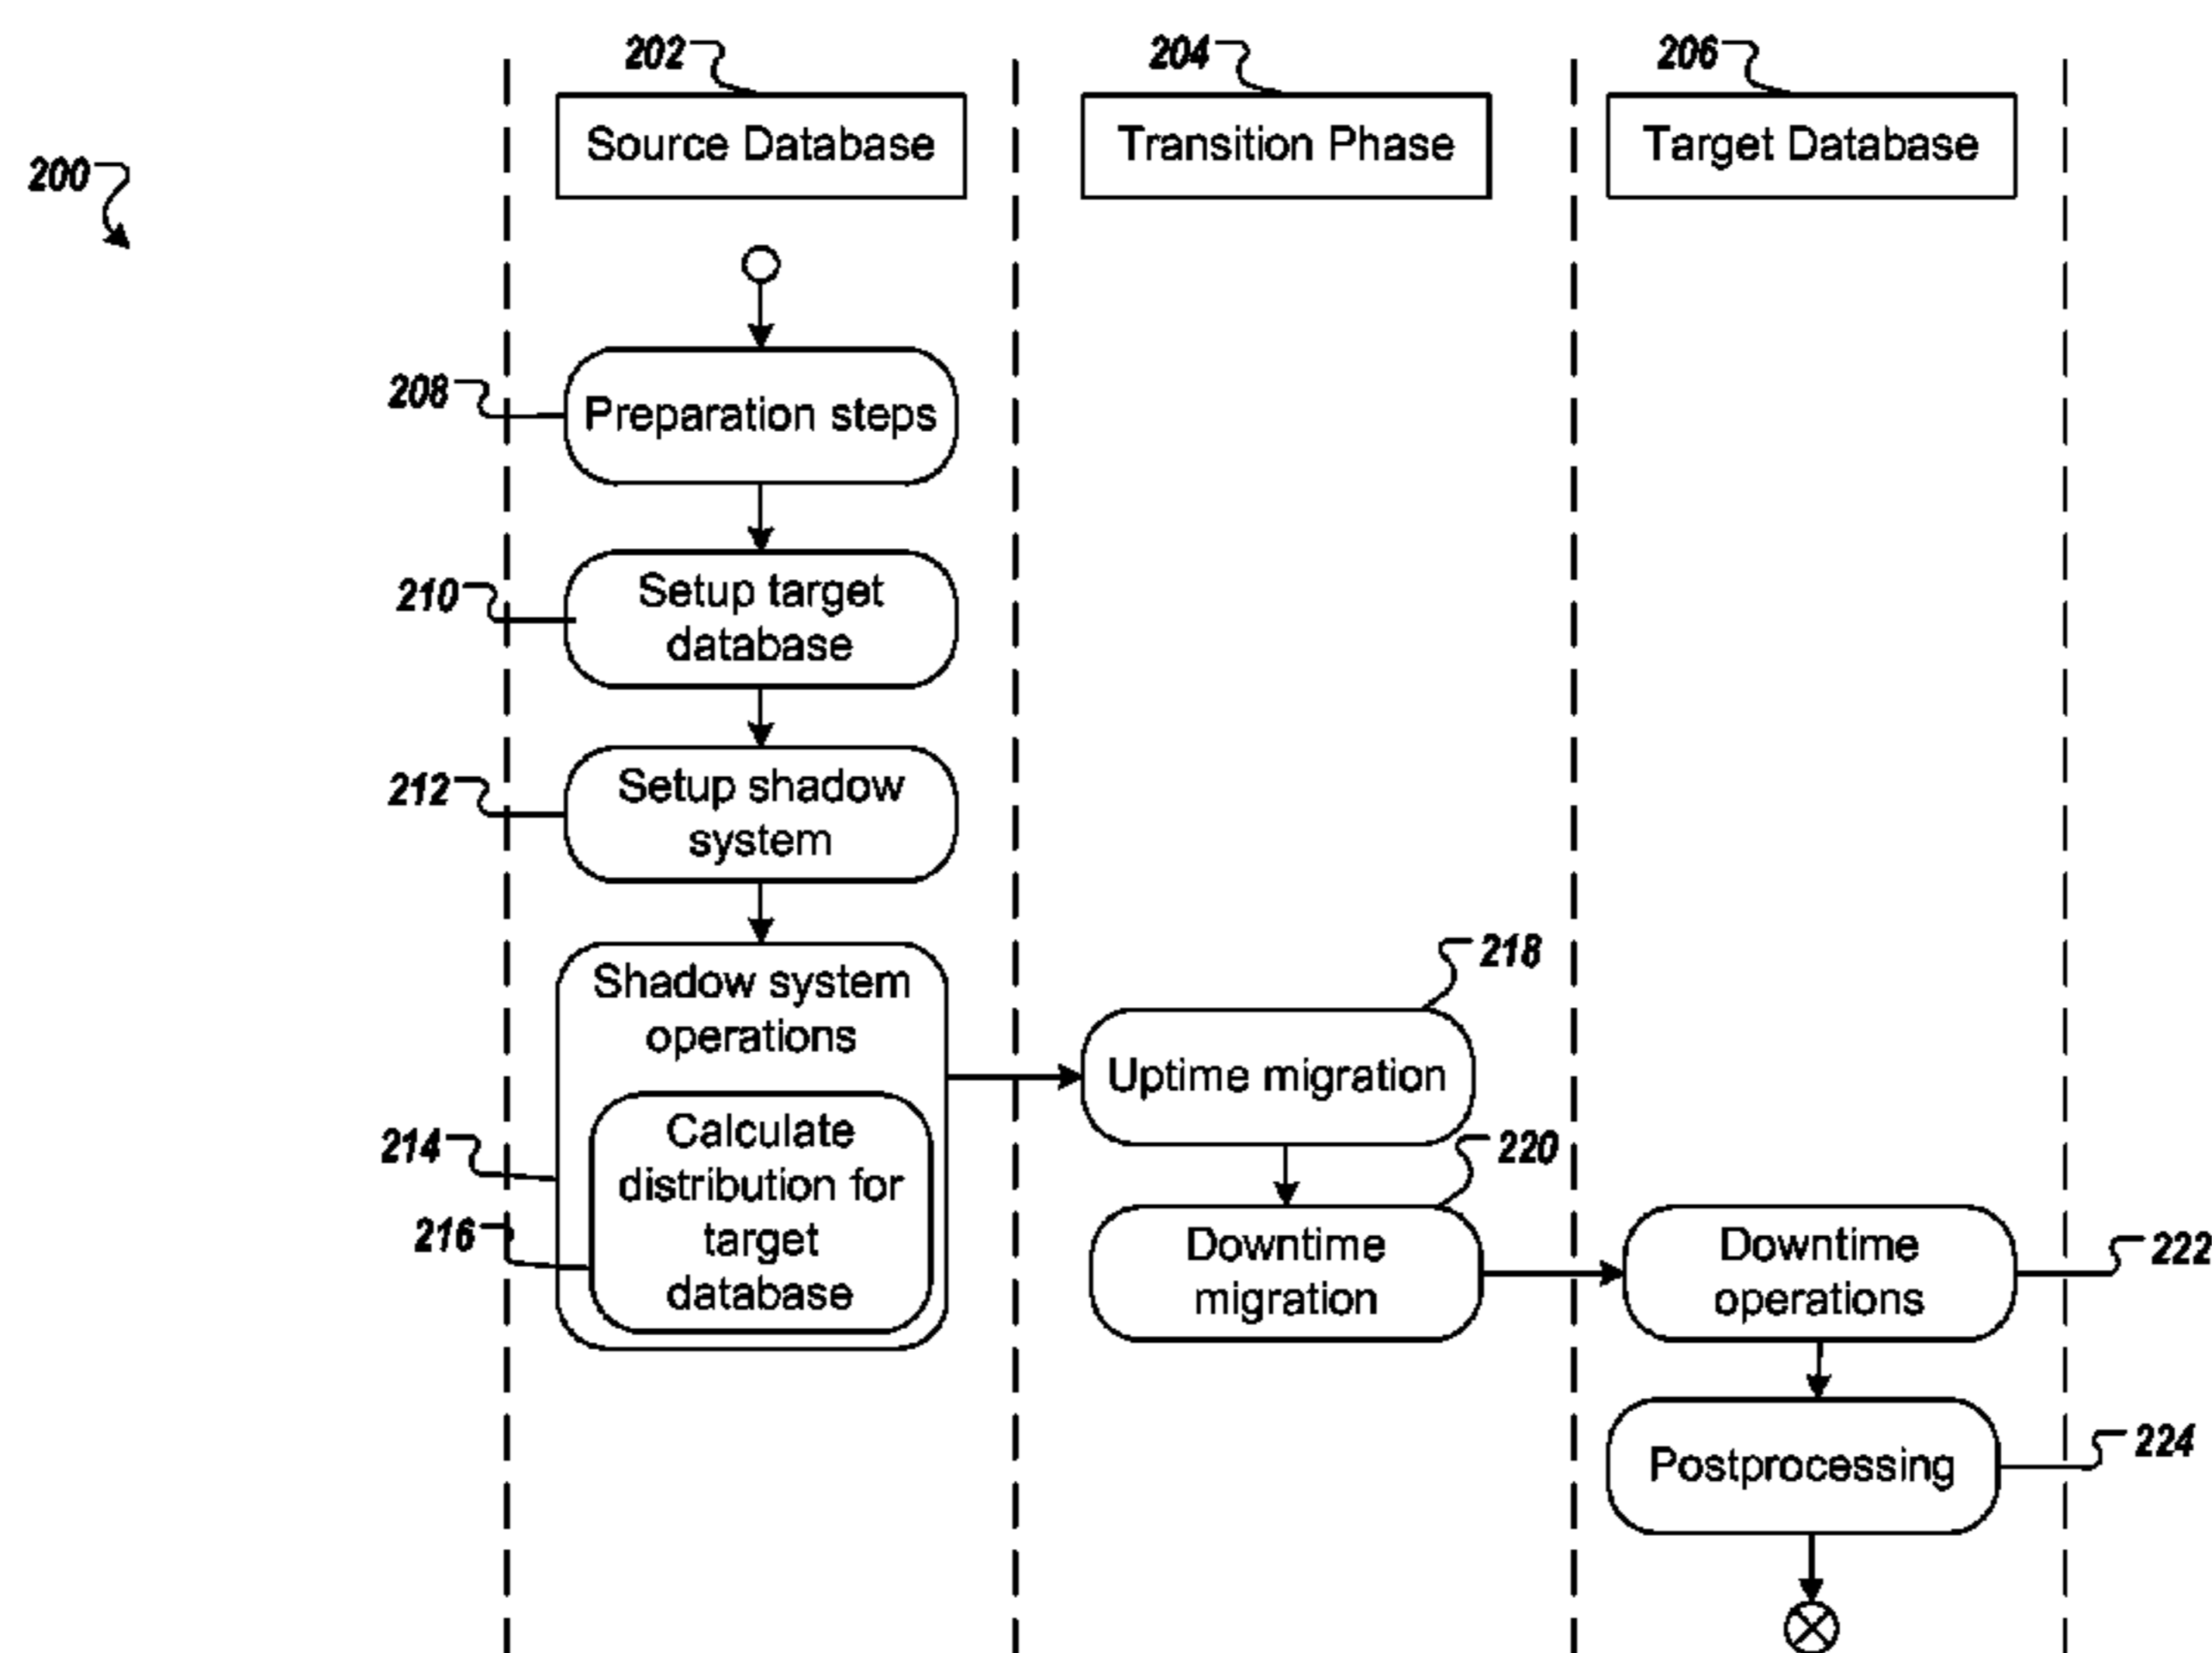 202
204
206
Source Database
Transition Phase
Target Database
200
208
Preparation steps
210
Setup target
database
212
Setup shadow
system
Shadow system
operations
218
Uptime migration
214
Calculate
distribution for
target
database
216
220
Downtime
migration
Downtime
operations
222
Postprocessing
224